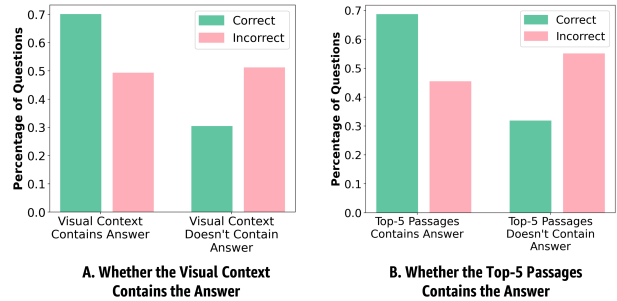 Percentage of Questions
0.7
0.6
0.5
0.4
0.3
0.2
0.1
0.0
Correct
Incorrect
Visual Context
Contains Answer
Visual Context
Doesn't Contain
Answer
A. Whether the Visual Context
Contains the Answer
Percentage of Questions
0.7
0.6
0.5
0.4
0.3
0.2
0.1
0.0
Correct
Incorrect
Top-5 Passages
Contains Answer
Top-5 Passages
Doesn't Contain
Answer
B. Whether the Top-5 Passages
Contains the Answer